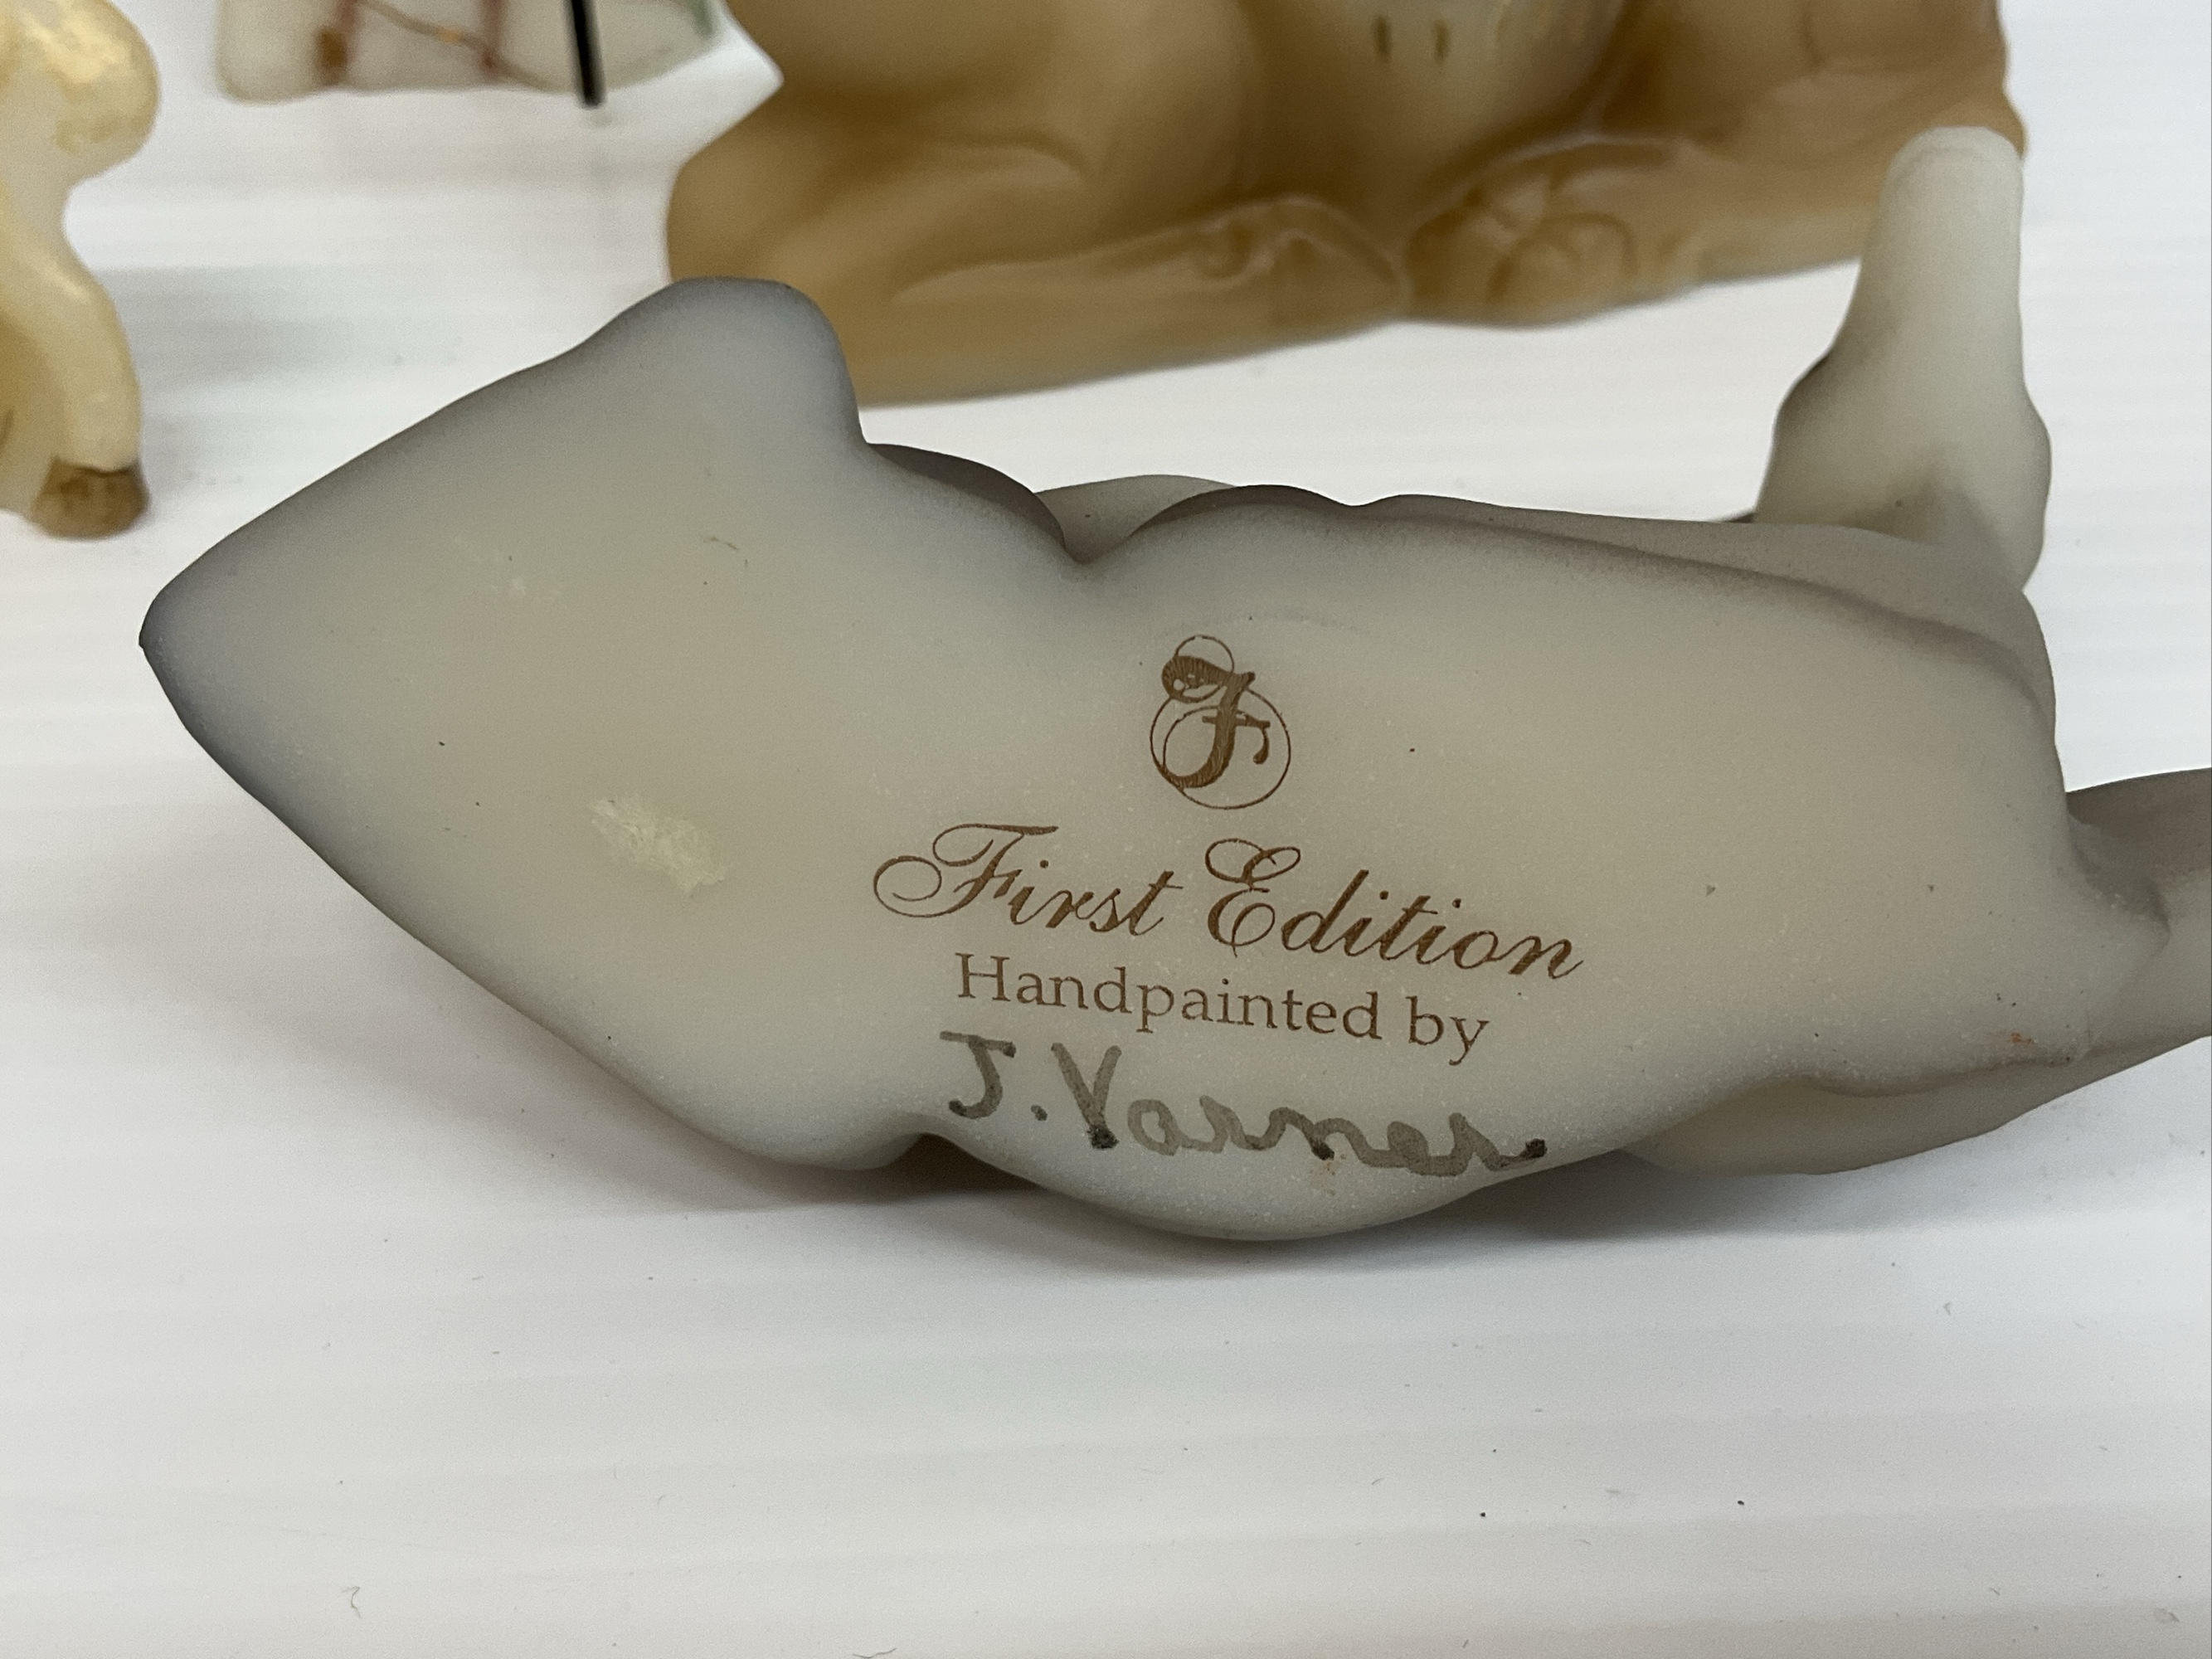 F
First Edition
Handpainted by
J. Varner